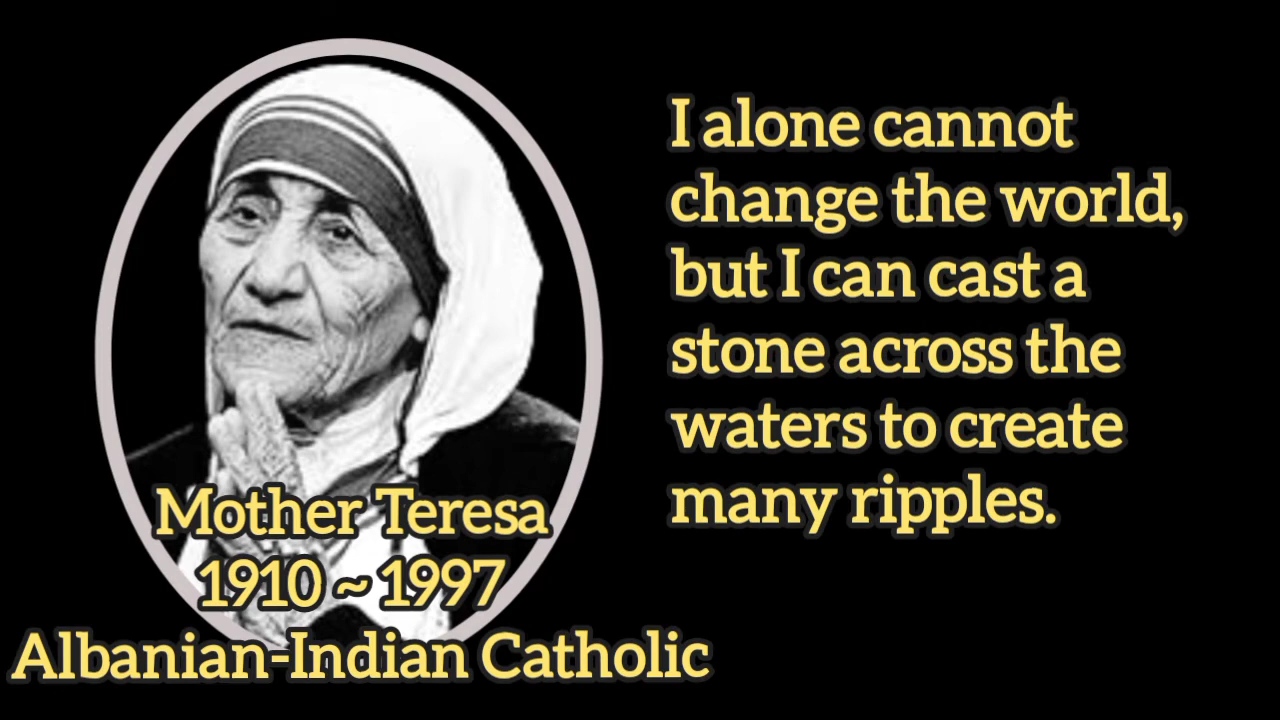 I alone cannot
change the world,
but I can cast a
stone across the
waters to create
many ripples.
Mother Teresa
1910 ~ 1997
Albanian-Indian Catholic